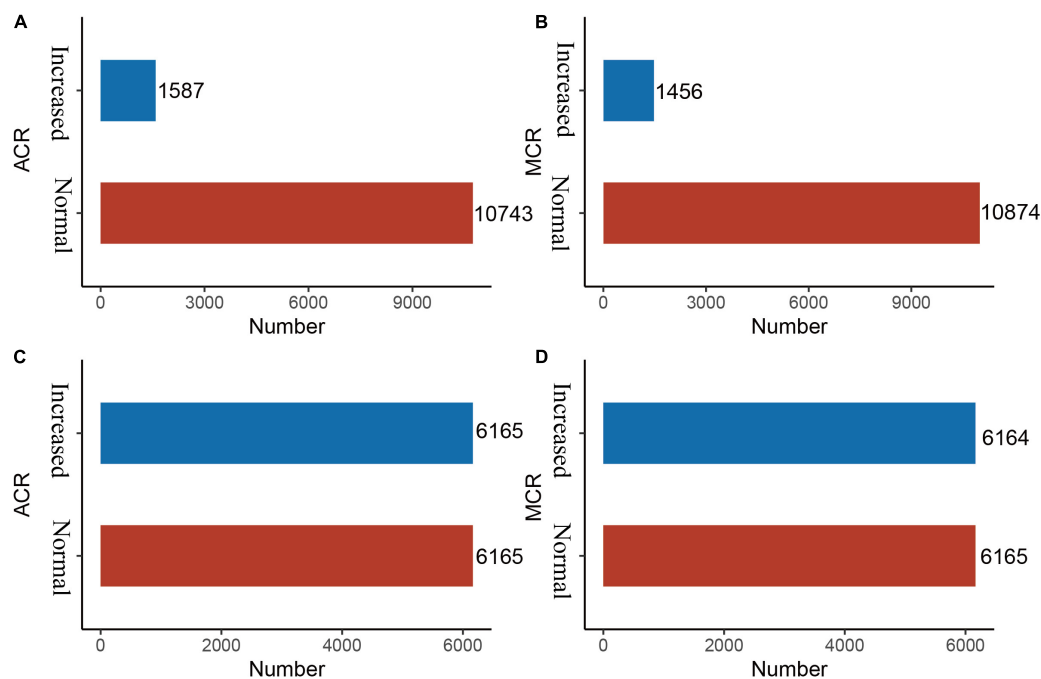 A
ACR
Increased
1587
Normal
10743
0 3000 6000 9000
Number
B
MCR
Increased
1456
Normal
10874
0 3000 6000 9000
Number
C
ACR
Increased
6165
Normal
6165
0 2000 4000 6000
Number
D
MCR
Increased
6164
Normal
6165
0 2000 4000 6000
Number